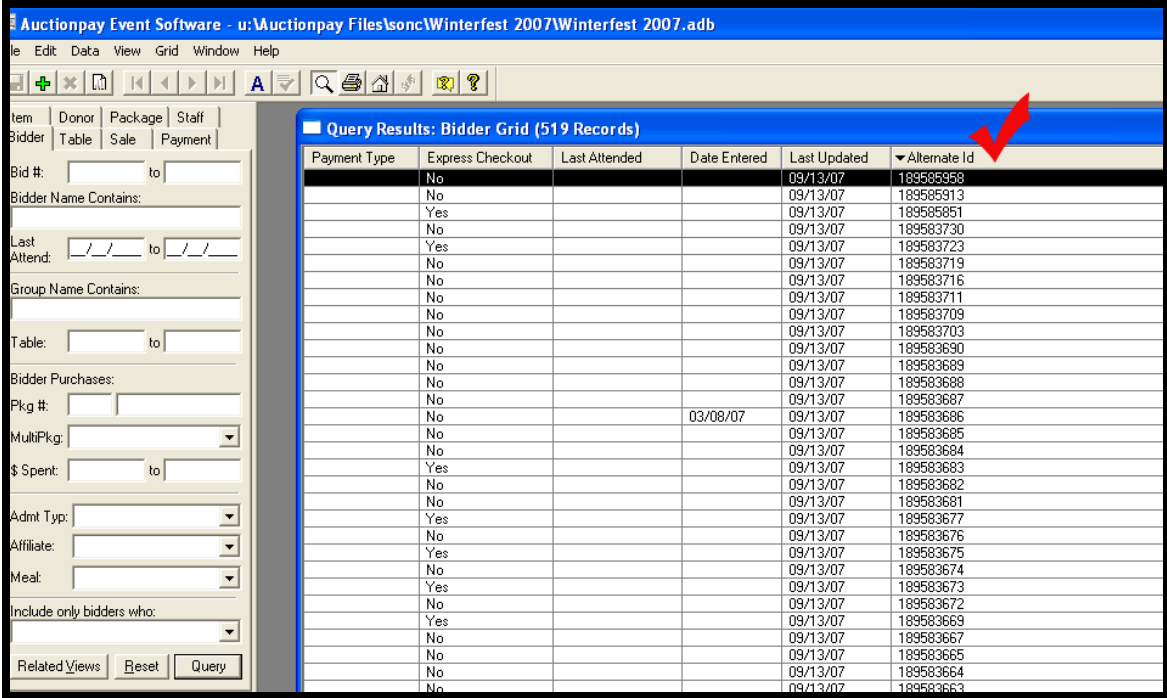 Auctionpay Event Software - u:\Auctionpay Files\sonc\Winterfest 2007\Winterfest 2007.adb
le Edit Data View Grid Window Help
A
tem Donor Package Staff
Bidder Table Sale Payment
Bid #: to
Bidder Name Contains:
Last Attend: _/_/___ to _/_/___
Group Name Contains:
Table: to
Bidder Purchases:
Pkg #:
MultiPkg:
$ Spent: to
Admt Typ:
Affiliate:
Meal:
Include only bidders who:
Related Views Reset Query
Query Results: Bidder Grid (519 Records)
Payment Type Express Checkout Last Attended Date Entered Last Updated Alternate Id
No 09/13/07 189585958
No 09/13/07 189585913
Yes 09/13/07 189585851
No 09/13/07 189583730
Yes 09/13/07 189583723
No 09/13/07 189583719
No 09/13/07 189583716
No 09/13/07 189583711
No 09/13/07 189583709
No 09/13/07 189583703
No 09/13/07 189583690
No 09/13/07 189583689
No 09/13/07 189583688
No 09/13/07 189583687
No 03/08/07 09/13/07 189583686
No 09/13/07 189583685
No 09/13/07 189583684
Yes 09/13/07 189583683
No 09/13/07 189583682
No 09/13/07 189583681
Yes 09/13/07 189583677
No 09/13/07 189583676
Yes 09/13/07 189583675
No 09/13/07 189583674
Yes 09/13/07 189583673
No 09/13/07 189583672
Yes 09/13/07 189583669
No 09/13/07 189583667
No 09/13/07 189583665
No 09/13/07 189583664
No 09/13/07 189583663